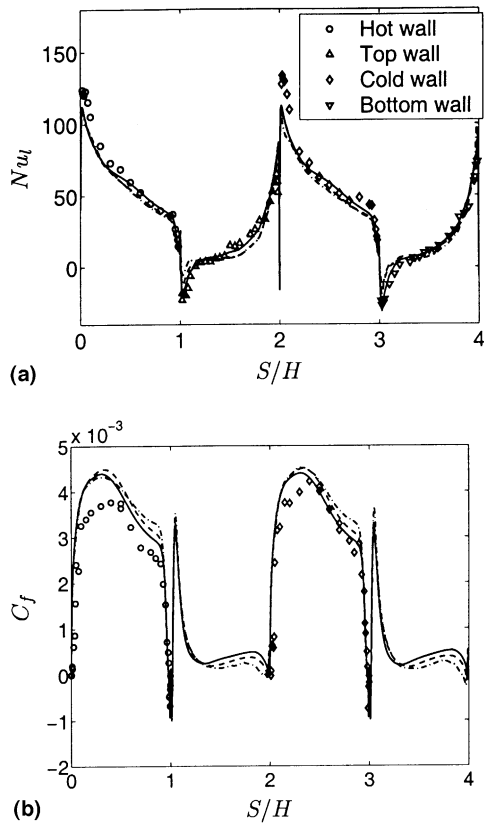 150
100
50
0
Nu_l
Hot wall
Top wall
Cold wall
Bottom wall
0 1 2 3 4
(a)
S/H
5 × 10⁻³
4
3
2
1
0
−1
−2
C_f
0 1 2 3 4
(b)
S/H